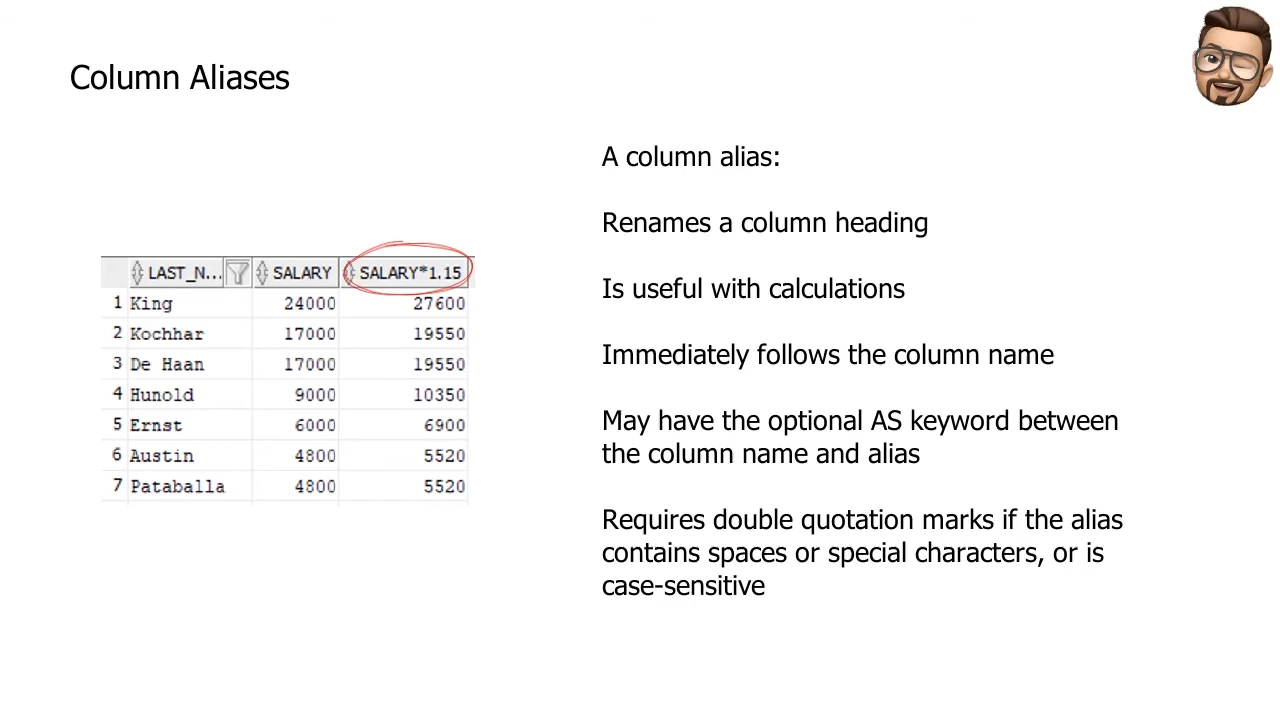 Column Aliases
A column alias:
Renames a column heading
Is useful with calculations
Immediately follows the column name
May have the optional AS keyword between
the column name and alias
Requires double quotation marks if the alias
contains spaces or special characters, or is
case-sensitive
LAST_N... SALARY SALARY*1.15
1 King 24000 27600
2 Kochhar 17000 19550
3 De Haan 17000 19550
4 Hunold 9000 10350
5 Ernst 6000 6900
6 Austin 4800 5520
7 Pataballa 4800 5520